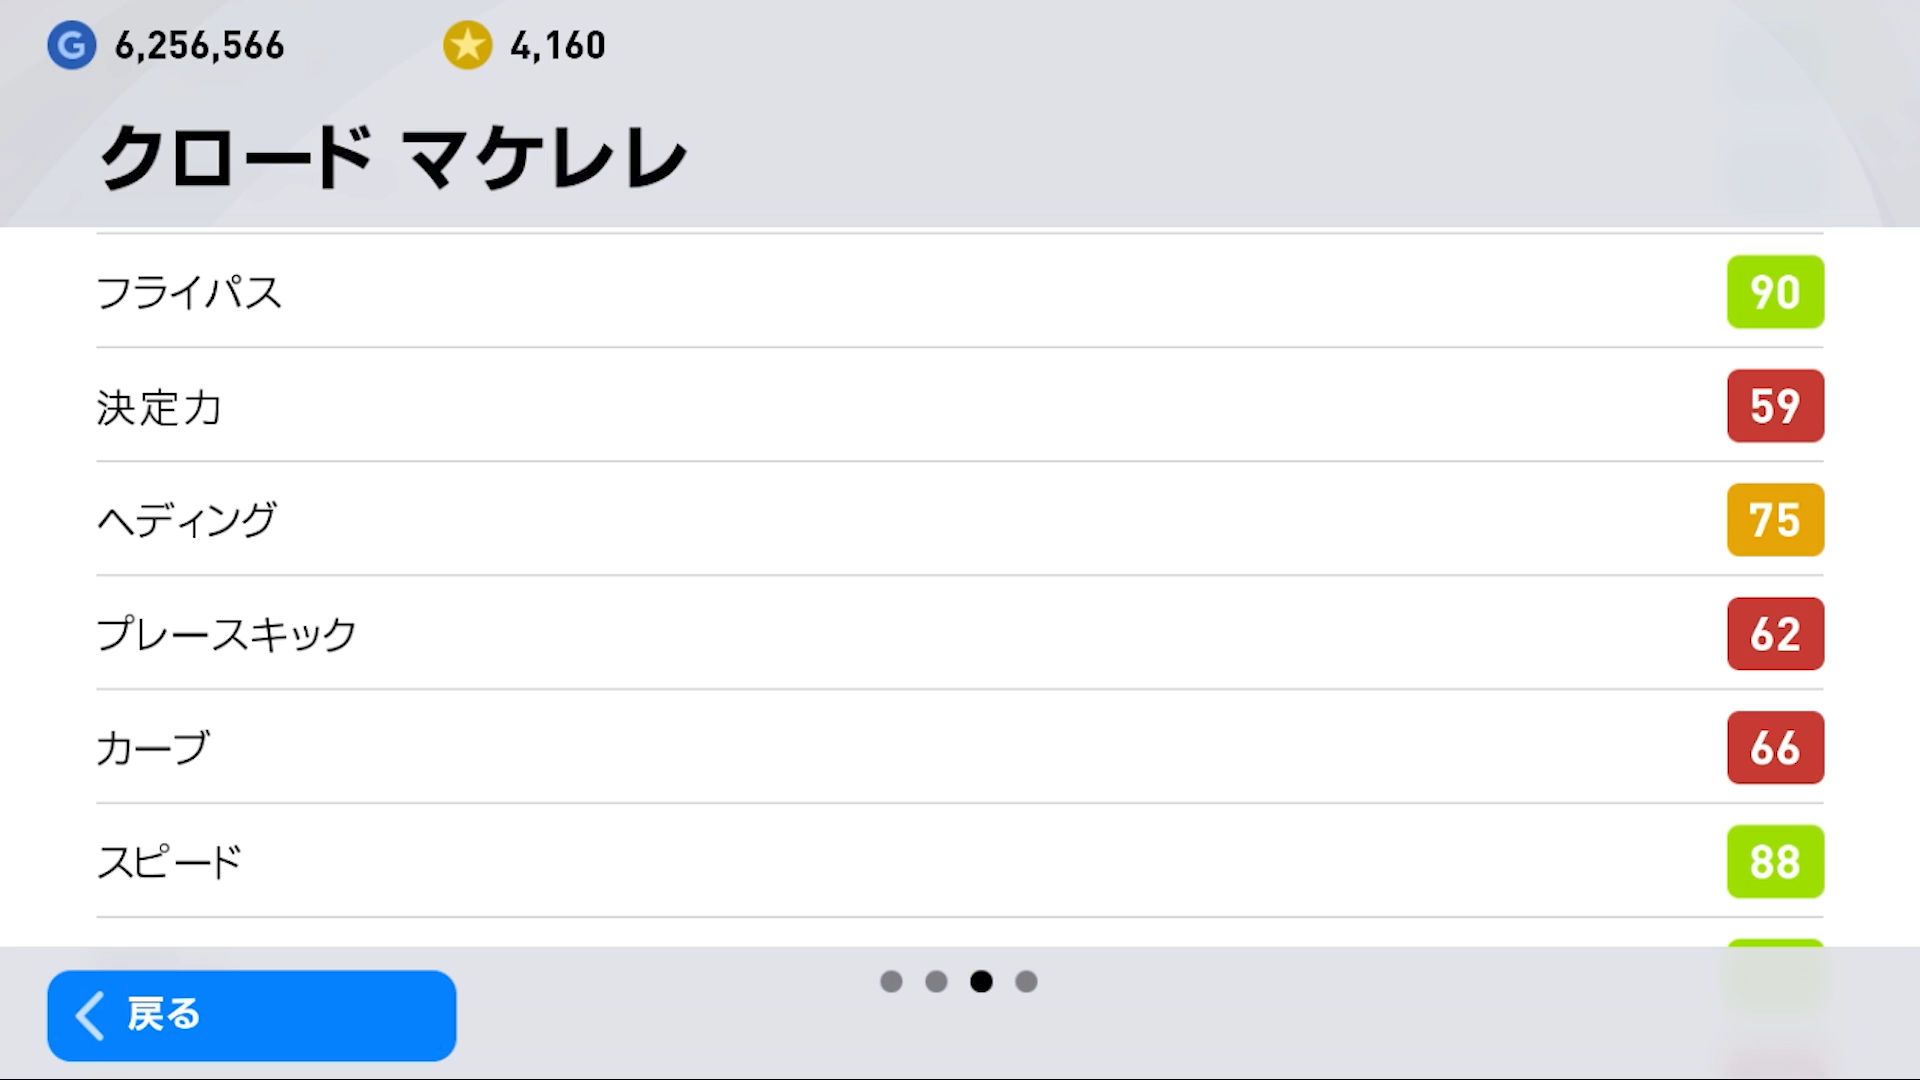 G 6,256,566 4,160
クロード マケレレ
フライパス 90
決定力 59
ヘディング 75
プレースキック 62
カーブ 66
スピード 88
戻る